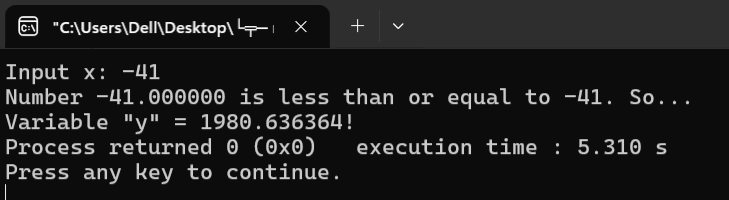 "C:\Users\Dell\Desktop\
Input x: -41
Number -41.000000 is less than or equal to -41. So...
Variable "y" = 1980.636364!
Process returned 0 (0x0)   execution time : 5.310 s
Press any key to continue.